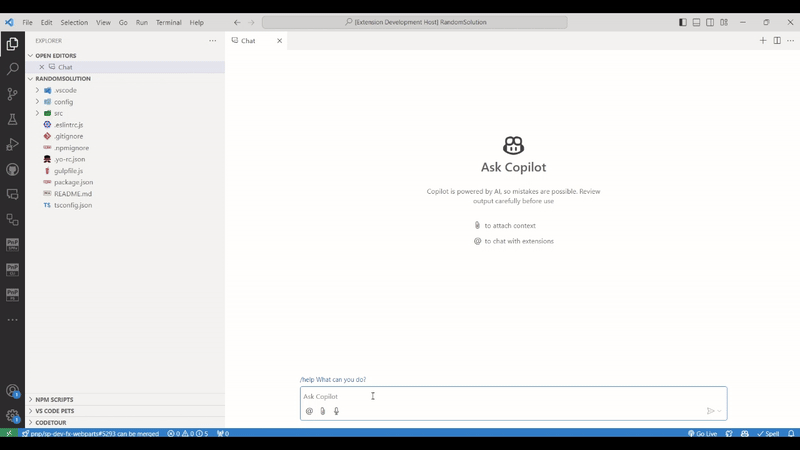 File Edit Selection View Go Run Terminal Help
[Extension Development Host] RandomSolution
EXPLORER
OPEN EDITORS
Chat
RANDOMSOLUTION
.vscode
config
src
.eslintrc.js
.gitignore
.npmignore
.yo-rc.json
gulpfile.js
package.json
README.md
TS tsconfig.json
NPM SCRIPTS
VS CODE PETS
CODETOUR
Chat
Ask Copilot
Copilot is powered by AI, so mistakes are possible. Review
output carefully before use
to attach context
@ to chat with extensions
/help What can you do?
Ask Copilot
@
pnp/sp-dev-fx-webparts#5293 can be merged 0 0 5 0 Go Live Spell